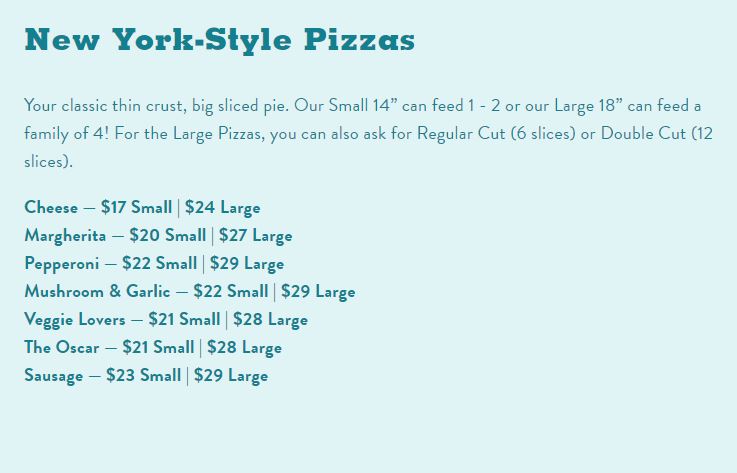 New York-Style Pizzas
Your classic thin crust, big sliced pie. Our Small 14” can feed 1 - 2 or our Large 18” can feed a
family of 4! For the Large Pizzas, you can also ask for Regular Cut (6 slices) or Double Cut (12
slices).
Cheese — $17 Small | $24 Large
Margherita — $20 Small | $27 Large
Pepperoni — $22 Small | $29 Large
Mushroom & Garlic — $22 Small | $29 Large
Veggie Lovers — $21 Small | $28 Large
The Oscar — $21 Small | $28 Large
Sausage — $23 Small | $29 Large